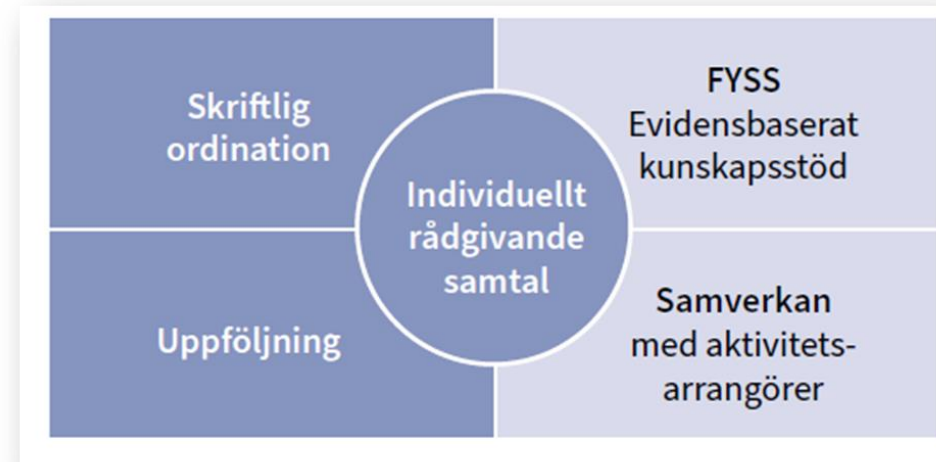 Skriftlig
ordination
FYSS
Evidensbaserat
kunskapsstöd
Individuellt
rådgivande
samtal
Uppföljning
Samverkan
med aktivitets-
arrangörer